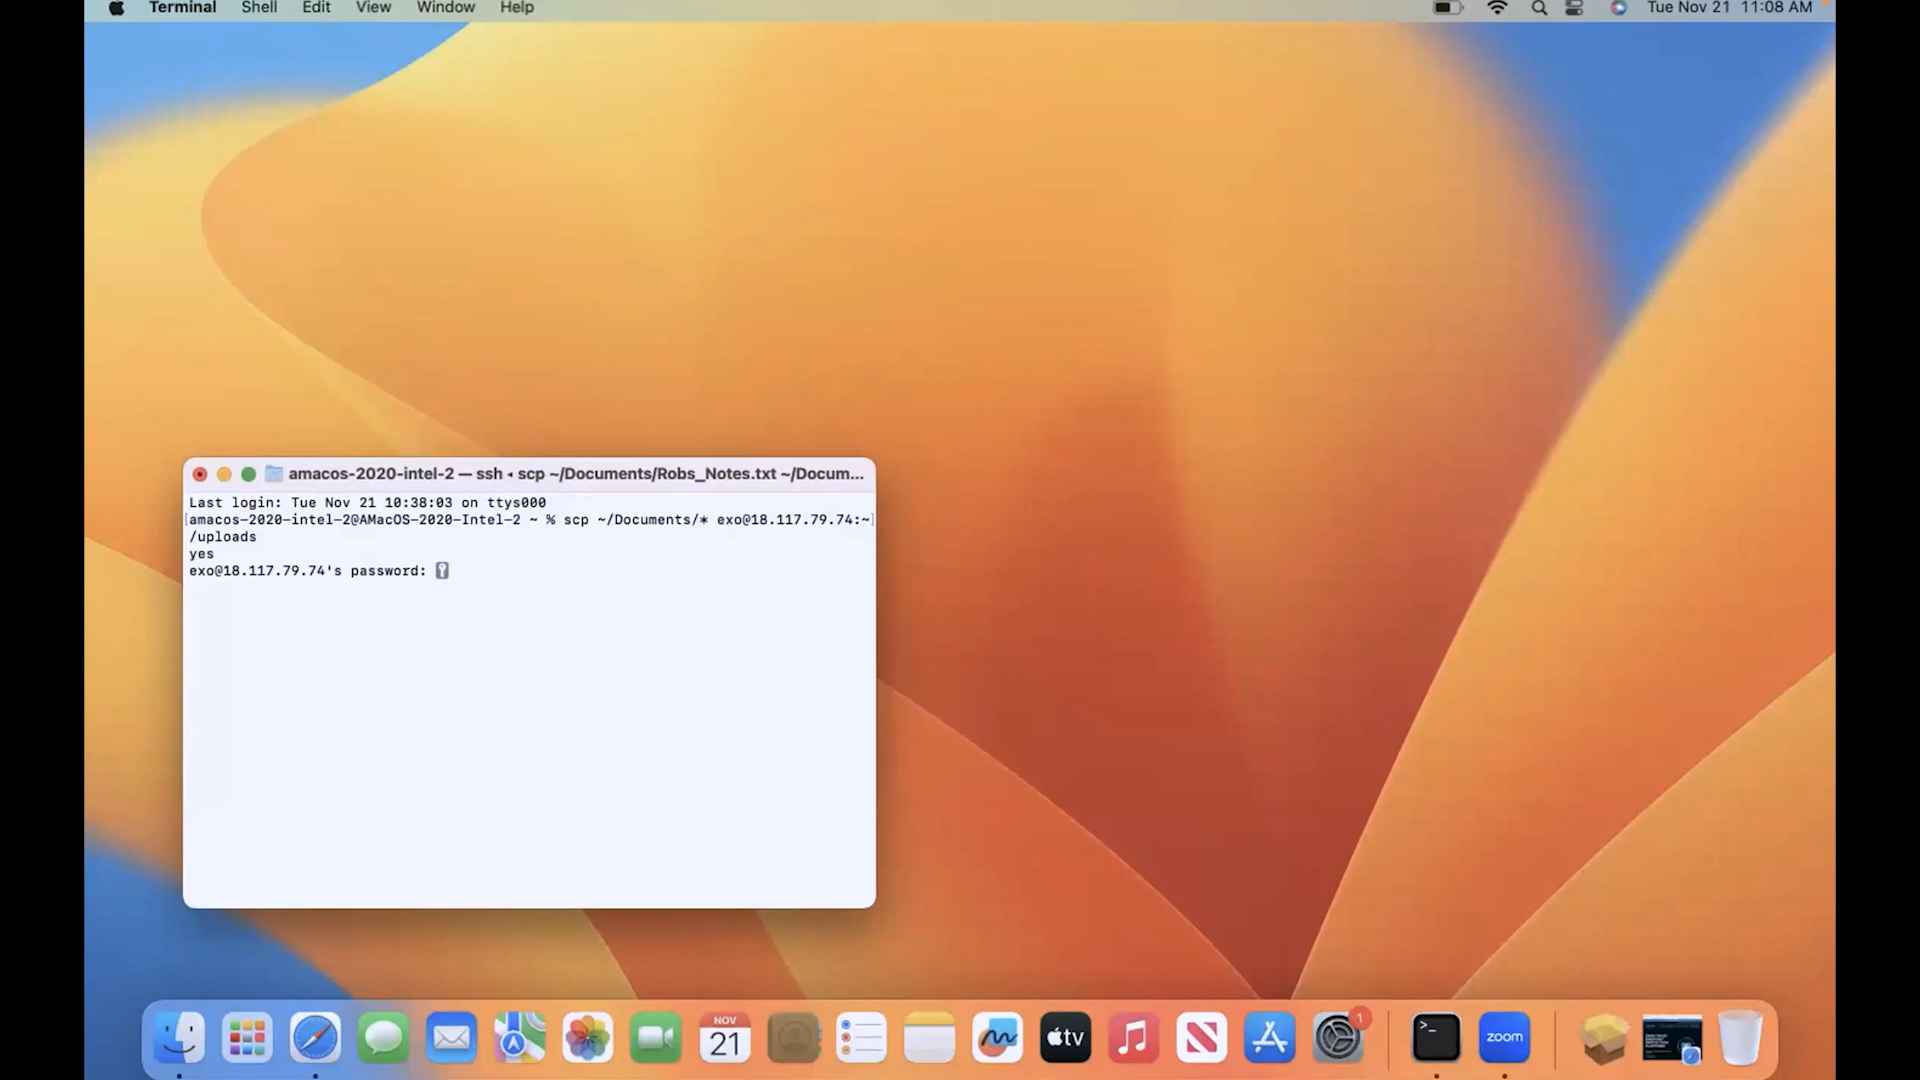 Terminal Shell Edit View Window Help Tue Nov 21 11:08 AM
amacos-2020-intel-2 — ssh ◂ scp ~/Documents/Robs_Notes.txt ~/Docum...
Last login: Tue Nov 21 10:38:03 on ttys000
[amacos-2020-intel-2@AMacOS-2020-Intel-2 ~ % scp ~/Documents/* exo@18.117.79.74:~]
/uploads
yes
exo@18.117.79.74's password:
NOV
21
tv
>_
zoom
1